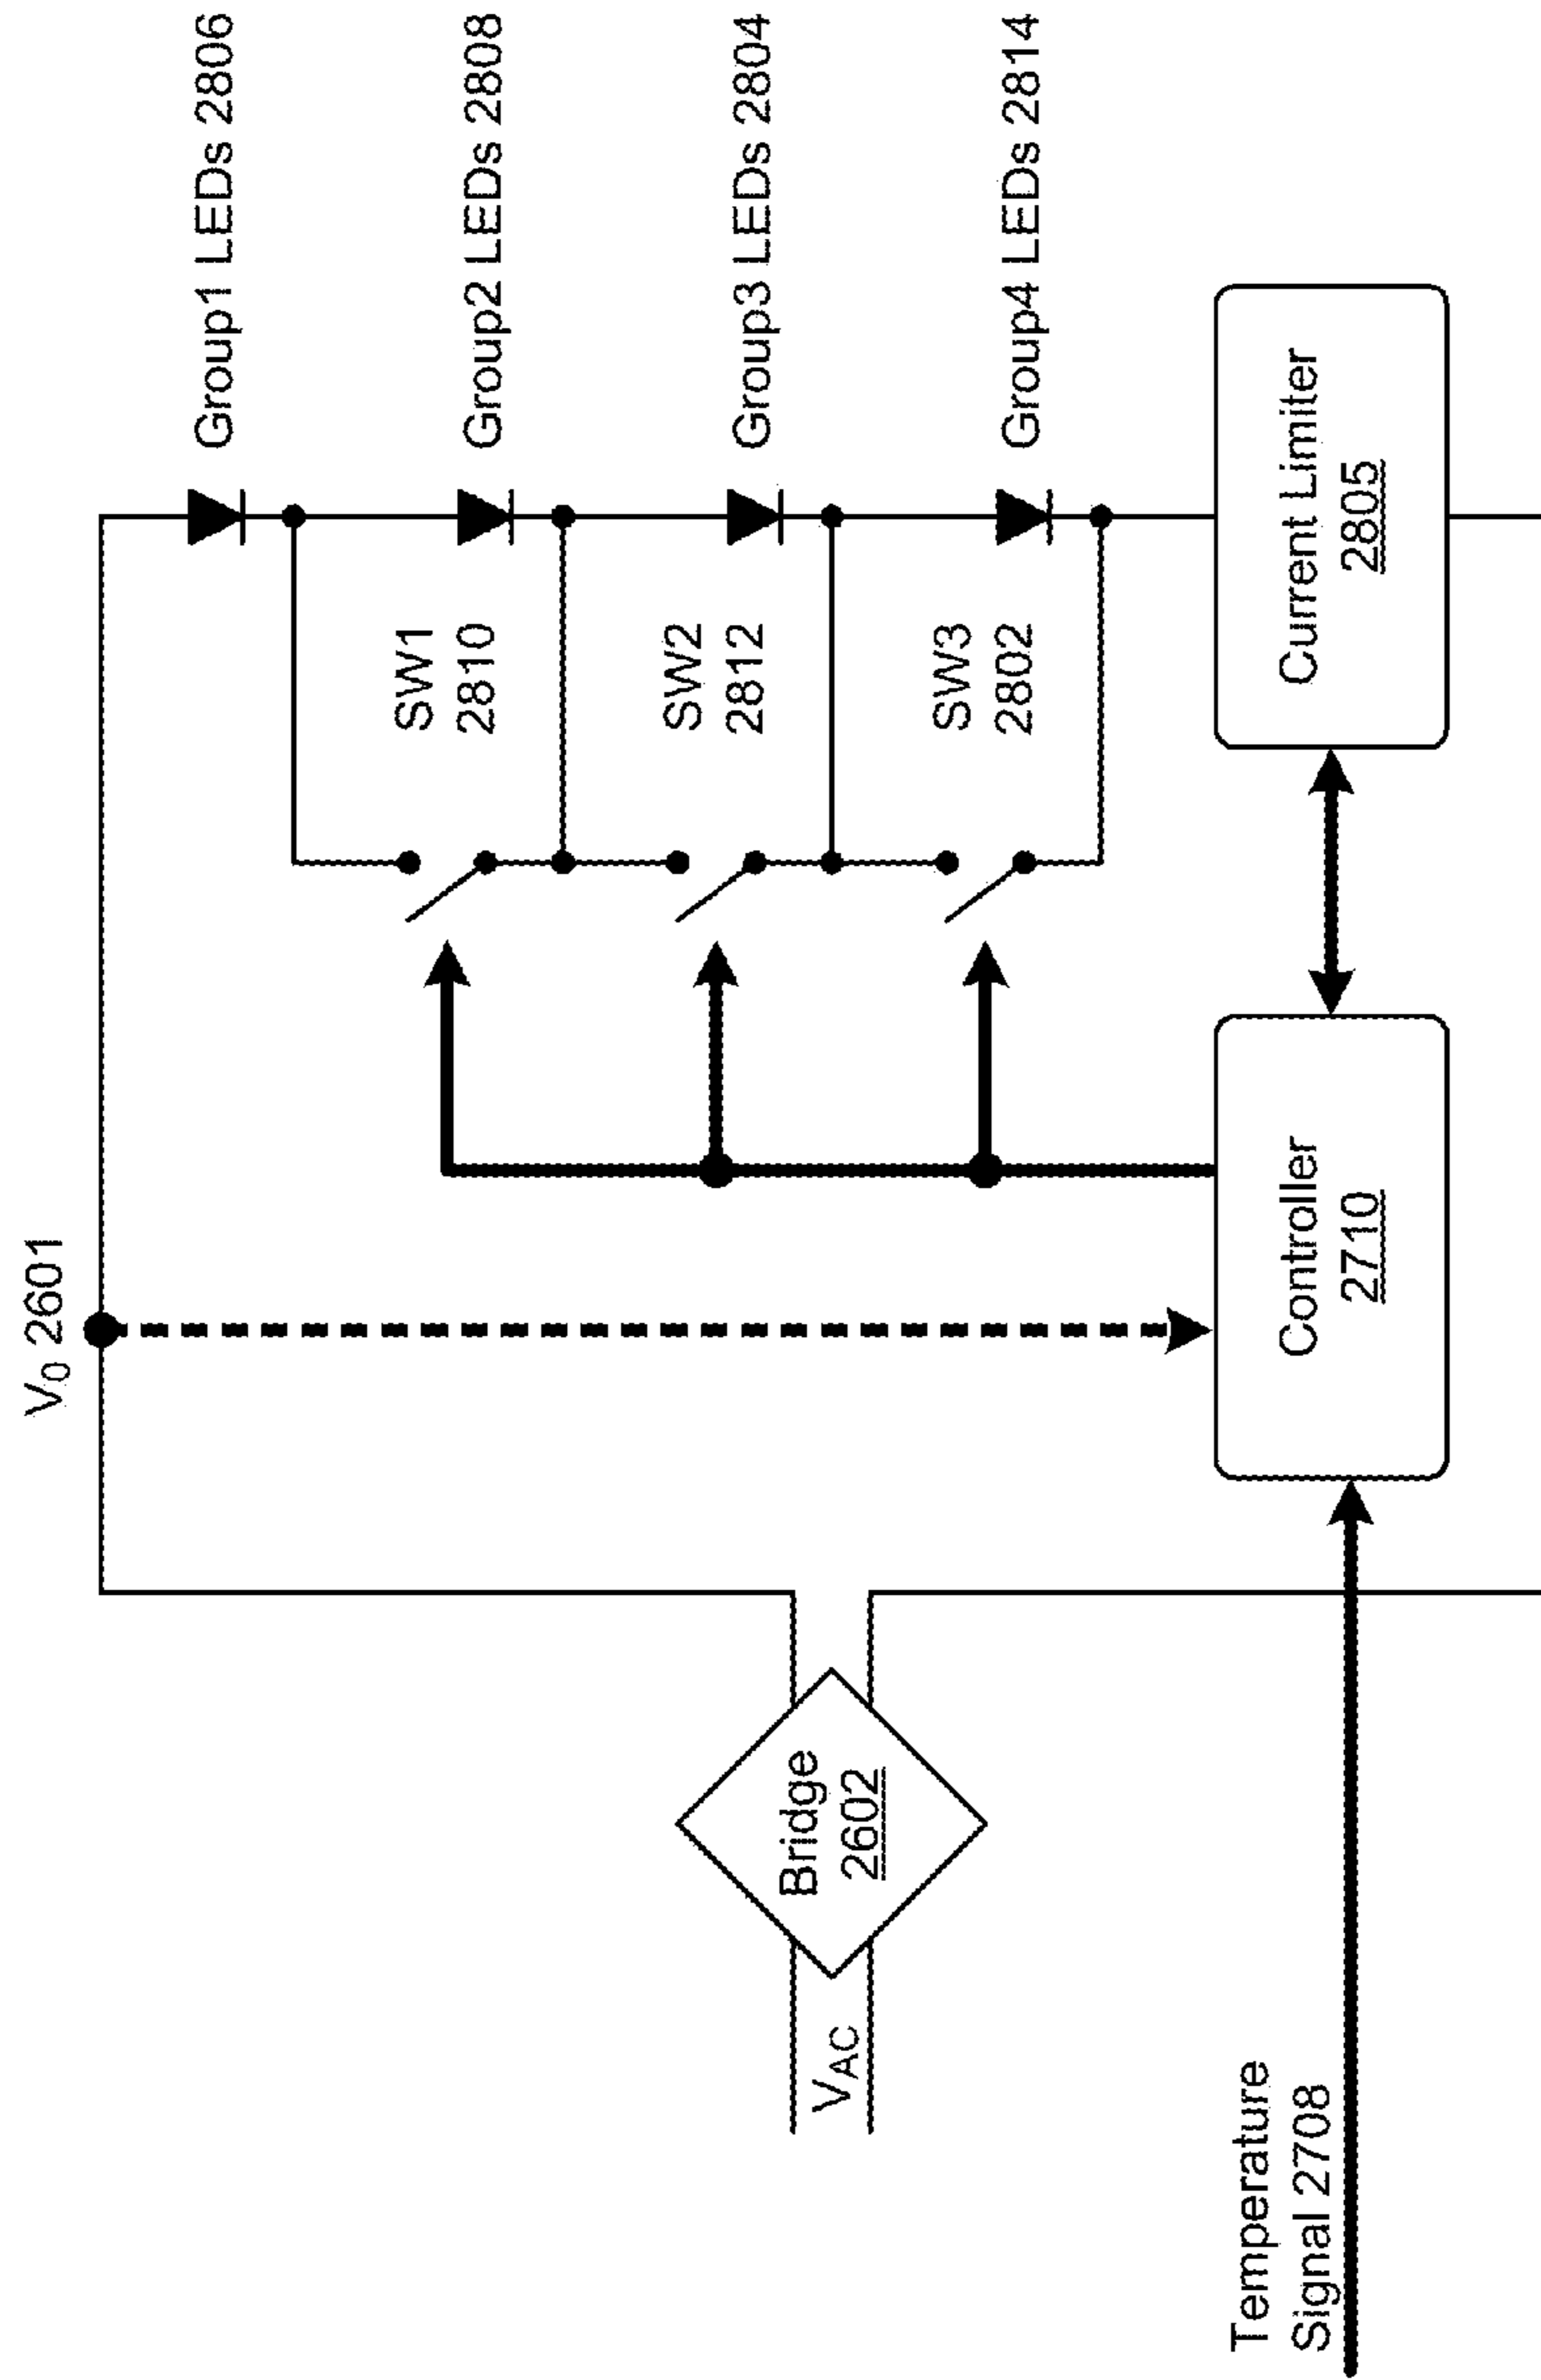 V0 2601
Group1 LEDs 2806
SW1
2810
Group2 LEDs 2808
SW2
2812
Group3 LEDs 2804
SW3
2802
Group4 LEDs 2814
Bridge
2602
VAC
Controller
2710
Current Limiter
2805
Temperature
Signal 2708